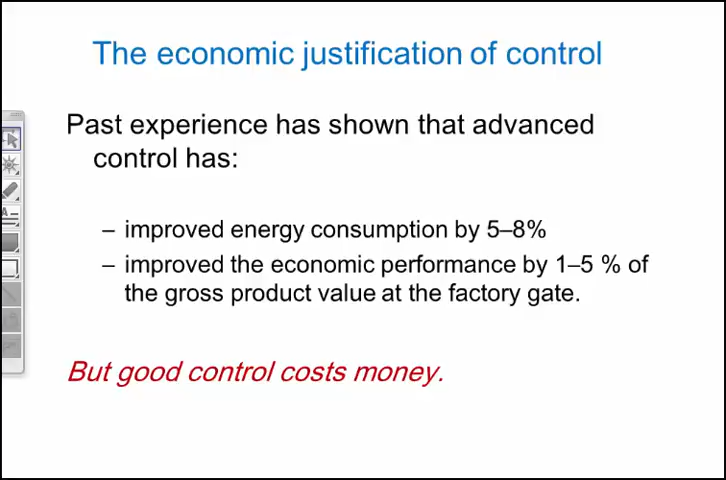 The economic justification of control
Past experience has shown that advanced
control has:
– improved energy consumption by 5–8%
– improved the economic performance by 1–5 % of
the gross product value at the factory gate.
But good control costs money.